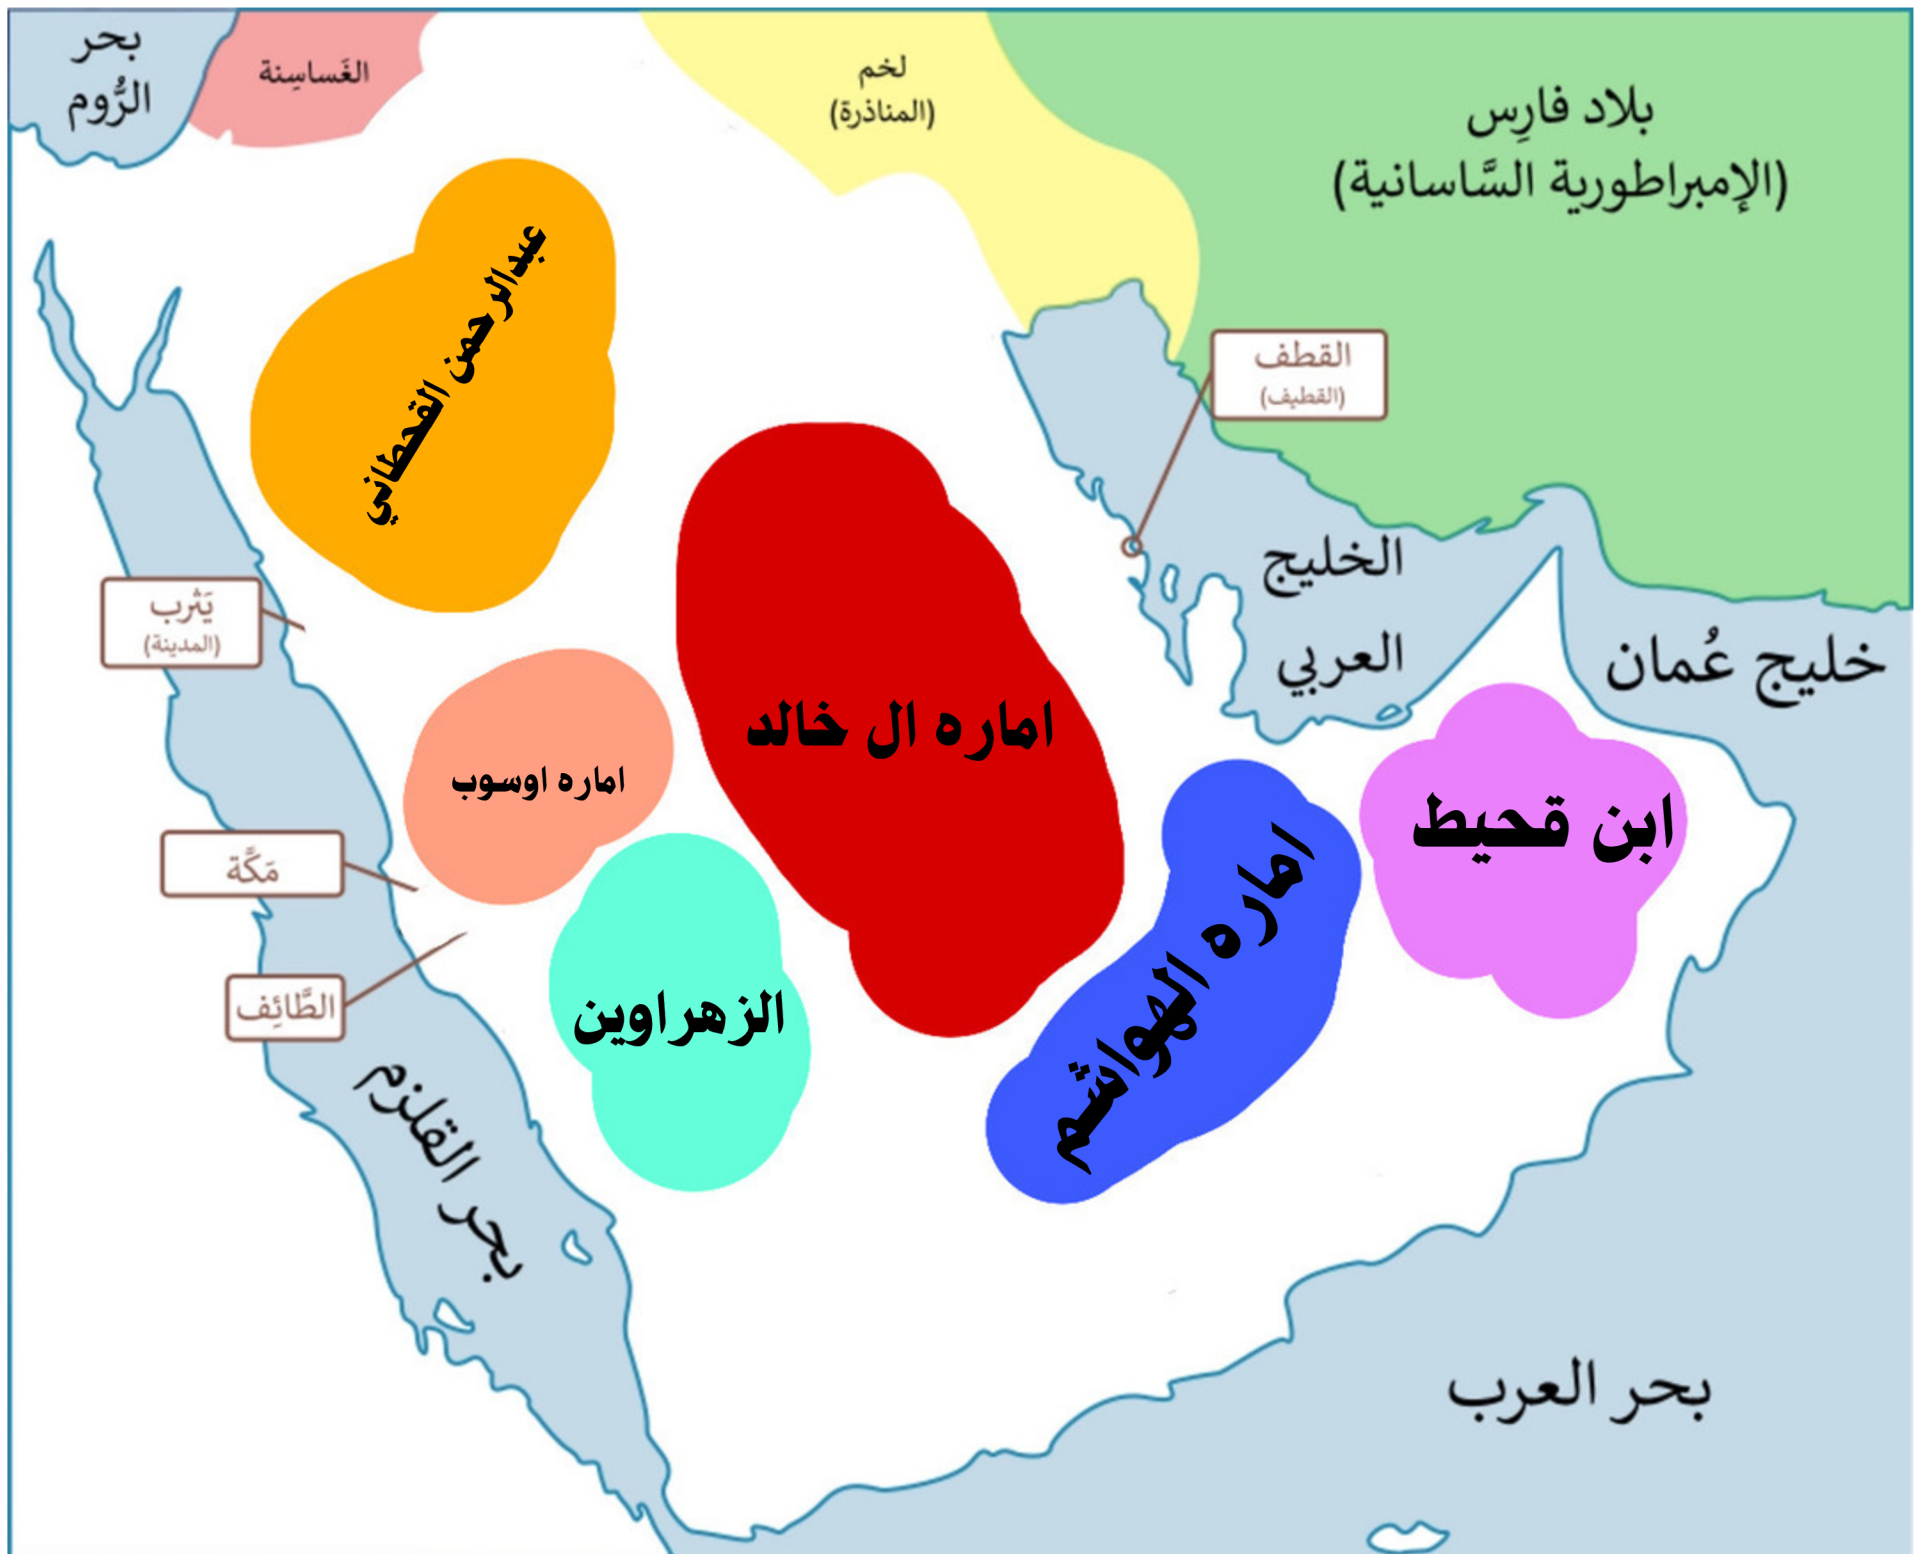 بحر
الرُّوم
الغَساسِنة
لخم
(المناذرة)
بلاد فارِس
(الإمبراطورية السَّاسانية)
عبدالرحمن القحطاني
القطف
(القطيف)
الخليج
العربي
خليج عُمان
يَثرب
(المدينة)
اماره ال خالد
اماره اوسوب
ابن قحيط
مَكَّة
اماره الهواشم
الطَّائِف
الزهراوين
بحر القلزم
بحر العرب